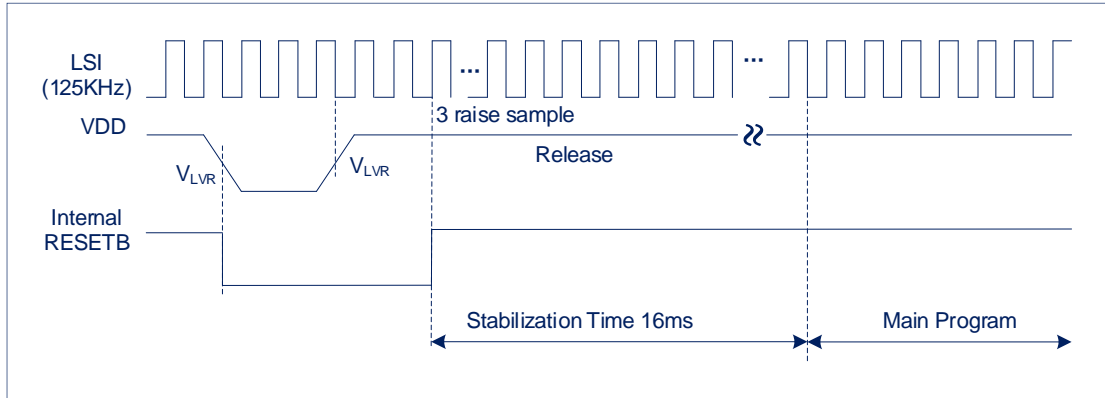 LSI
(125KHz)
...
...
3 raise sample
VDD
Release
VLVR
VLVR
Internal
RESETB
Stabilization Time 16ms
Main Program